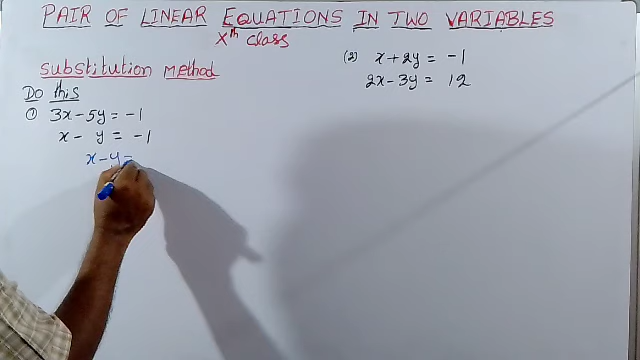 PAIR OF LINEAR EQUATIONS IN TWO VARIABLES
Xth class
Substitution Method
Do this
① 3x - 5y = -1
x - y = -1
x - y =
(2) x + 2y = -1
2x - 3y = 12